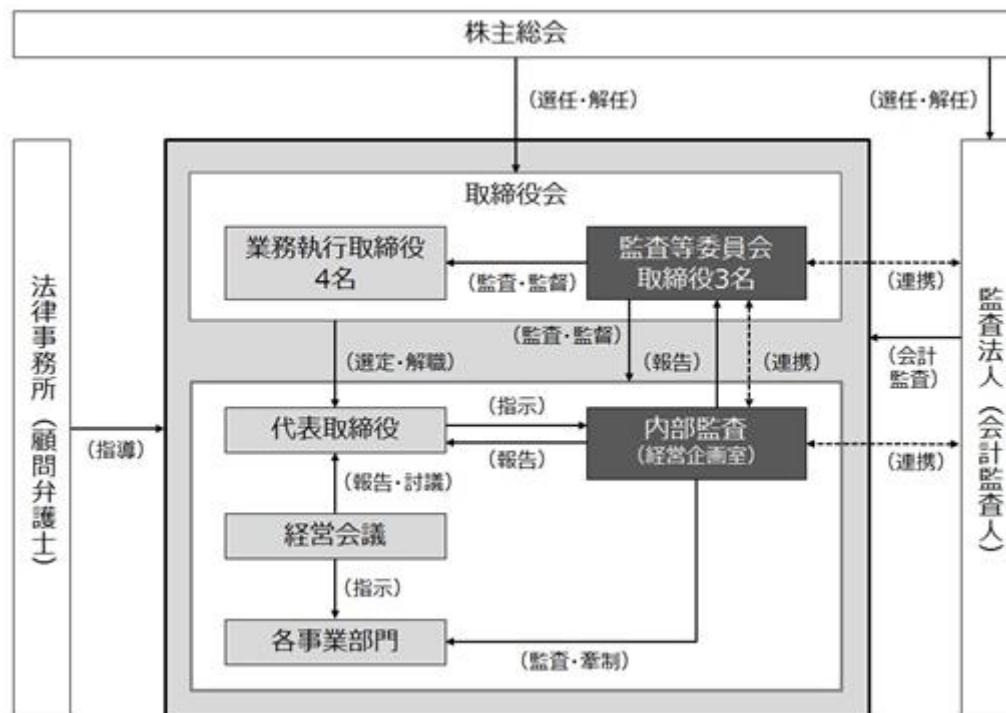 株主総会
（選任・解任）
（選任・解任）
取締役会
業務執行取締役
4名
監査等委員会
取締役3名
（監査・監督）
（連携）
（監査・監督）
（選定・解職）
（報告）
（連携）
（会計
監査）
代表取締役
（指示）
（報告）
内部監査
（経営企画室）
（連携）
（報告・討議）
経営会議
（指示）
各事業部門
（監査・牽制）
法律事務所（顧問弁護士）
（指導）
監査法人（会計監査人）